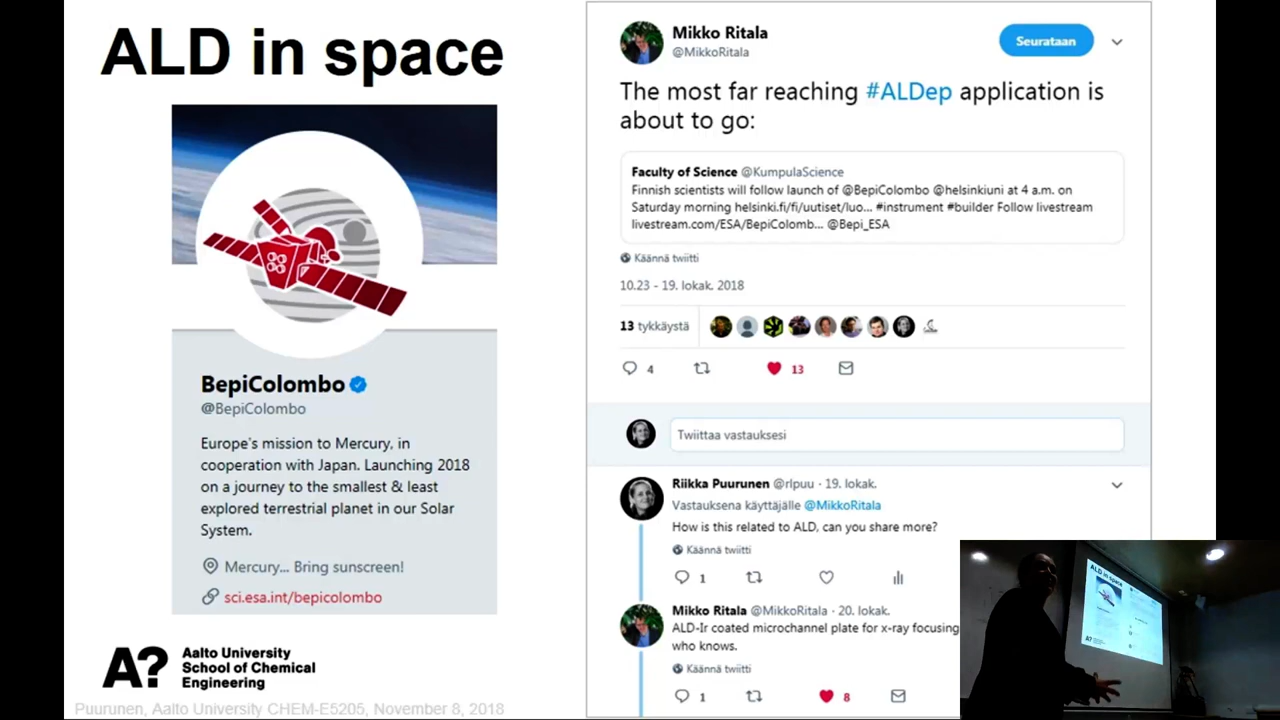 ALD in space
BepiColombo
@BepiColombo
Europe's mission to Mercury, in
cooperation with Japan. Launching 2018
on a journey to the smallest & least
explored terrestrial planet in our Solar
System.
Mercury... Bring sunscreen!
sci.esa.int/bepicolombo
A?
Aalto University
School of Chemical
Engineering
Puurunen, Aalto University CHEM-E5205, November 8, 2018
Mikko Ritala
@MikkoRitala
Seurataan
The most far reaching #ALDep application is
about to go:
Faculty of Science @KumpulaScience
Finnish scientists will follow launch of @BepiColombo @helsinkiuni at 4 a.m. on
Saturday morning helsinki.fi/fi/uutiset/luo... #instrument #builder Follow livestream
livestream.com/ESA/BepiColomb... @Bepi_ESA
Käännä twiitti
10.23 - 19. lokak. 2018
13 tykkäystä
4 13
Twiittaa vastauksesi
Riikka Puurunen @rlpuu · 19. lokak.
Vastauksena käyttäjälle @MikkoRitala
How is this related to ALD, can you share more?
Käännä twiitti
1
Mikko Ritala @MikkoRitala · 20. lokak.
ALD-Ir coated microchannel plate for x-ray focusing
who knows.
Käännä twiitti
1 8
ALD in space
A?